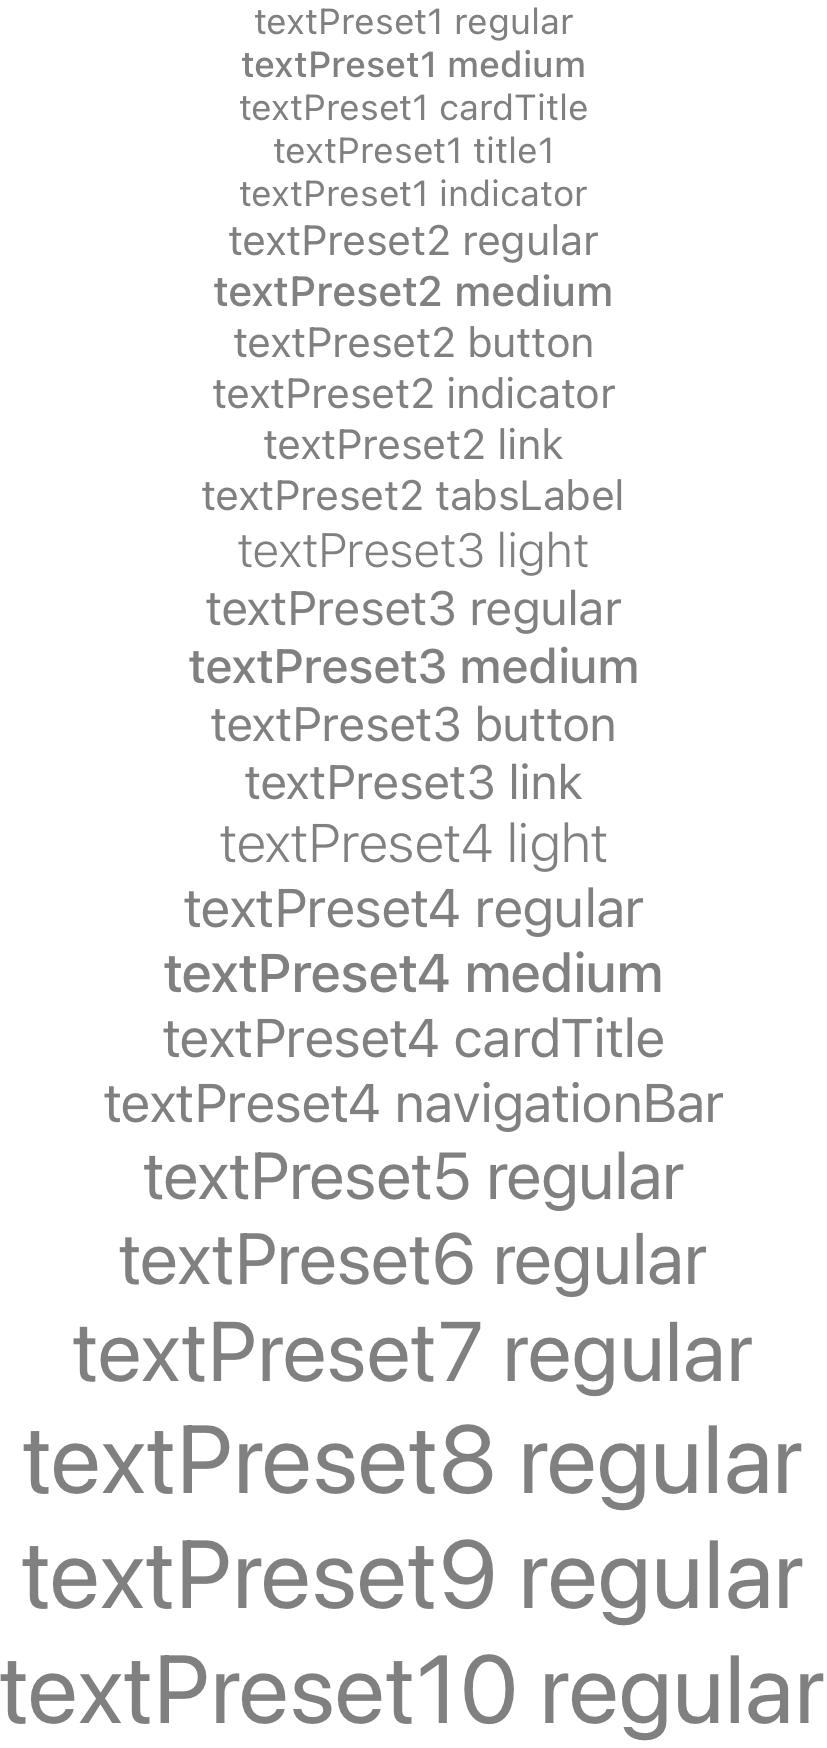 textPreset1 regular
textPreset1 medium
textPreset1 cardTitle
textPreset1 title1
textPreset1 indicator
textPreset2 regular
textPreset2 medium
textPreset2 button
textPreset2 indicator
textPreset2 link
textPreset2 tabsLabel
textPreset3 light
textPreset3 regular
textPreset3 medium
textPreset3 button
textPreset3 link
textPreset4 light
textPreset4 regular
textPreset4 medium
textPreset4 cardTitle
textPreset4 navigationBar
textPreset5 regular
textPreset6 regular
textPreset7 regular
textPreset8 regular
textPreset9 regular
textPreset10 regular